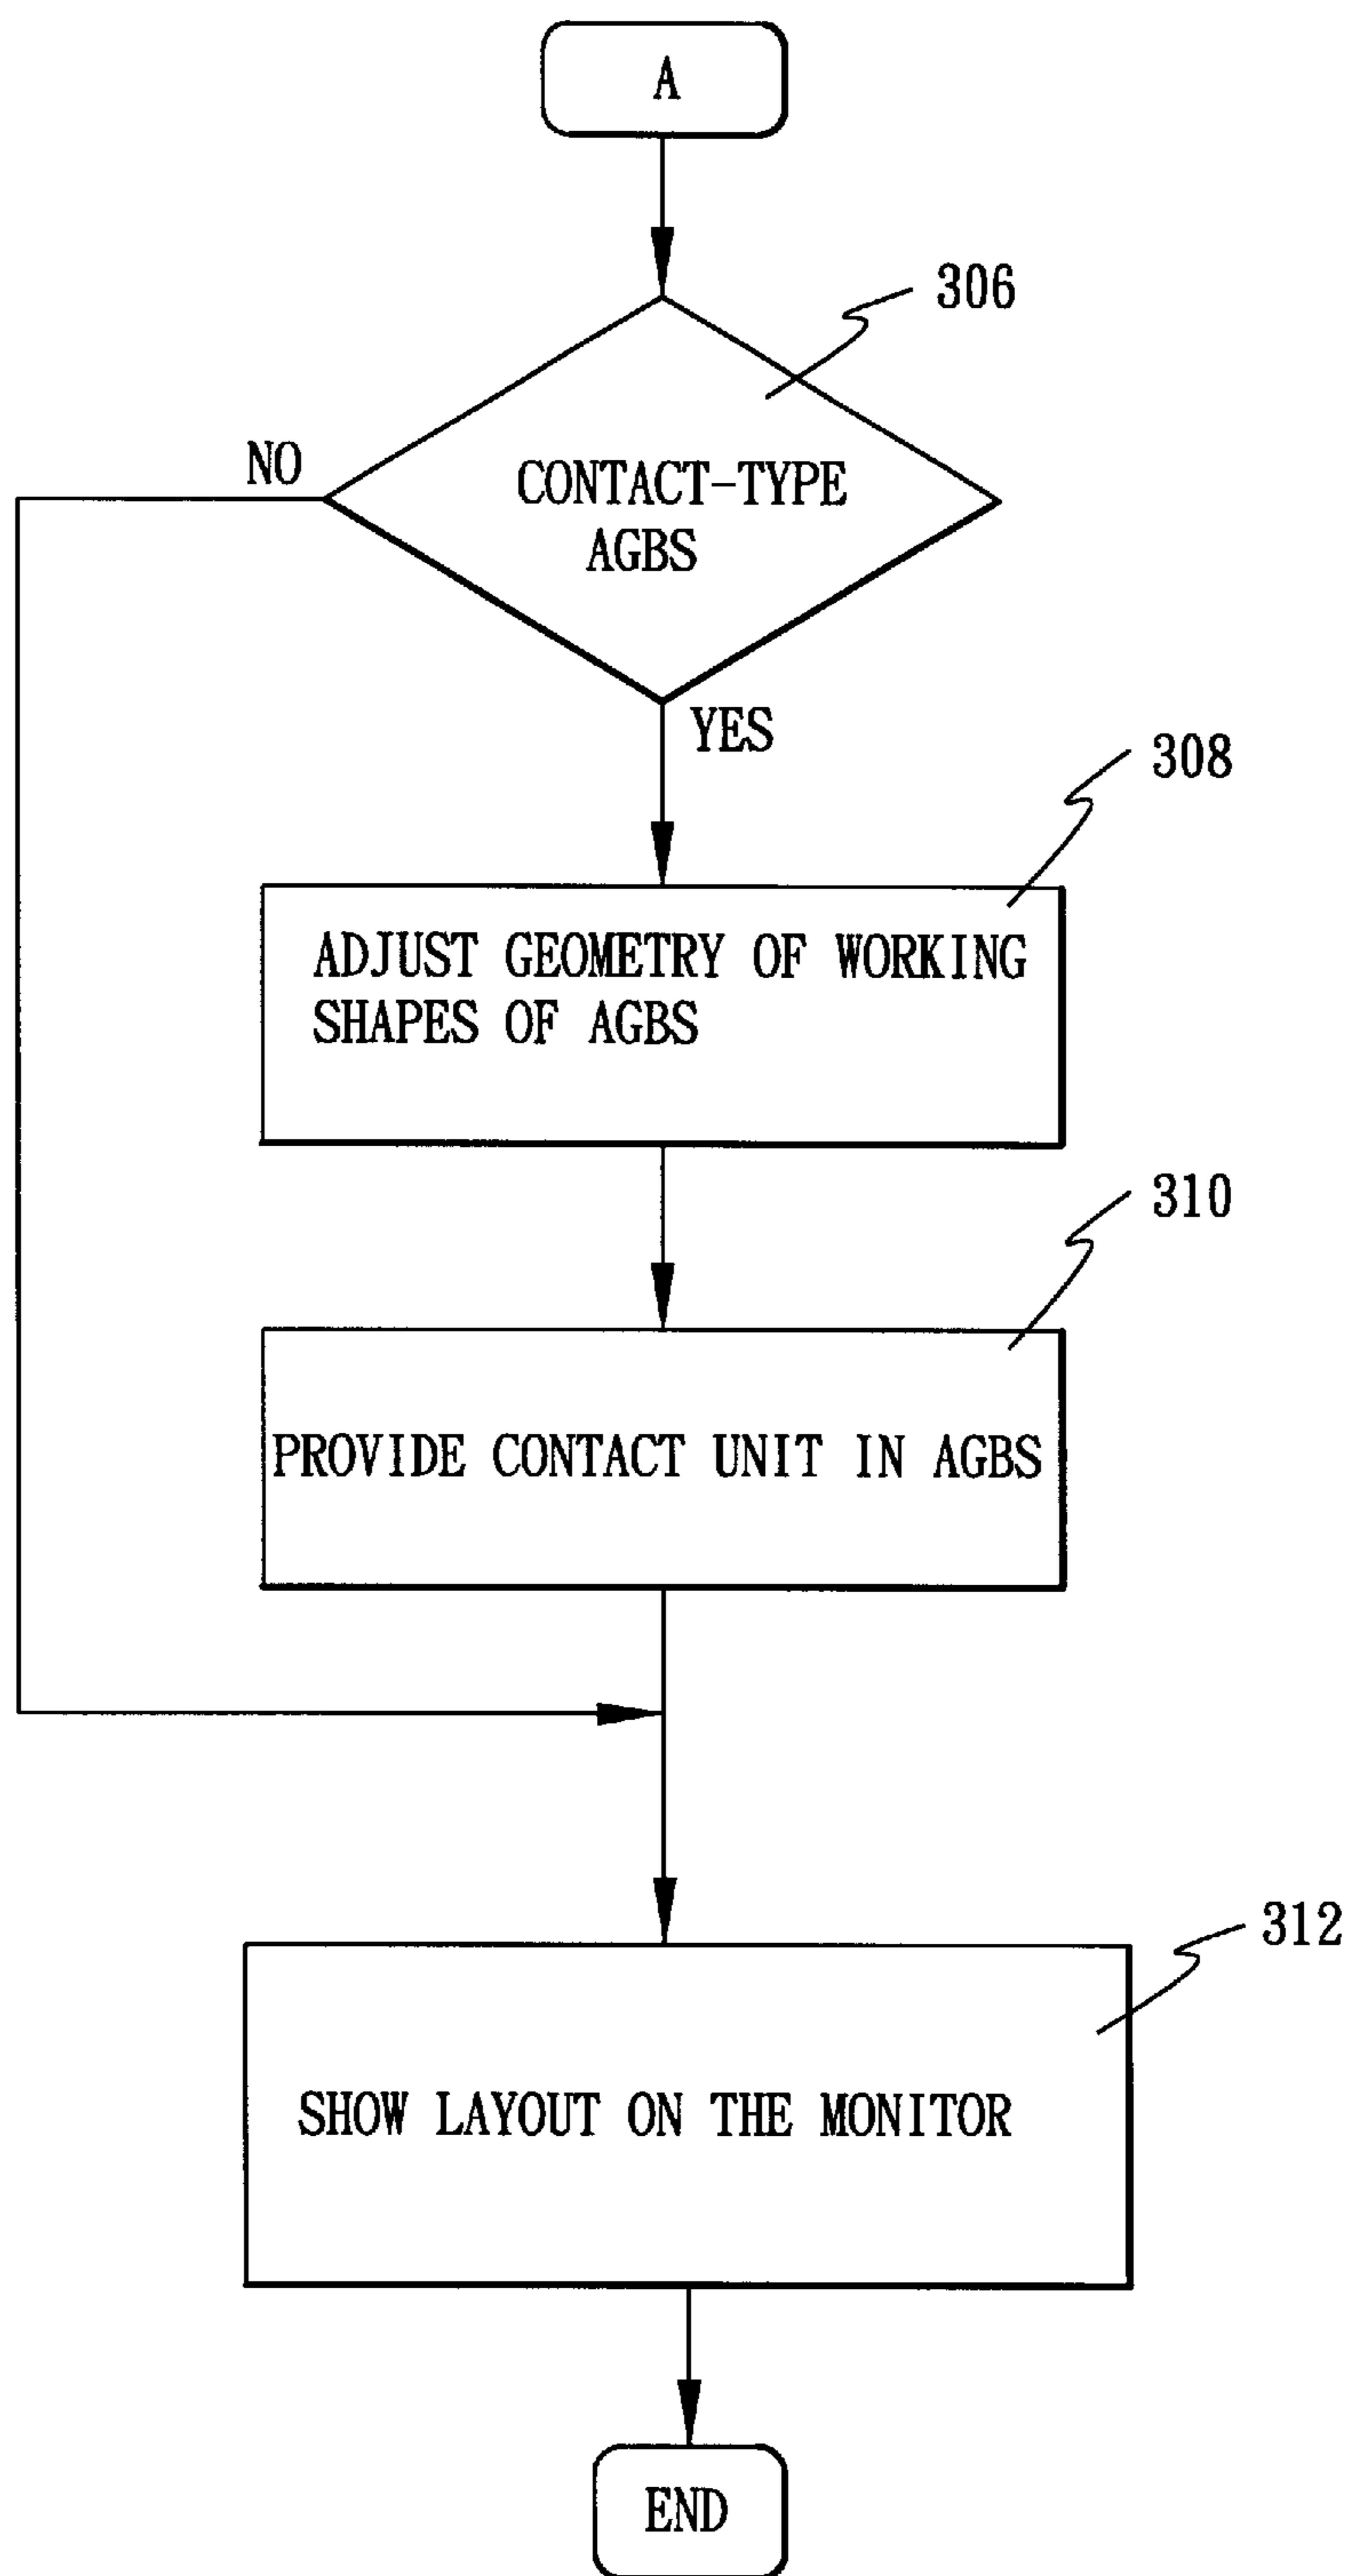 A
306
NO
CONTACT-TYPE
AGBS
YES
308
ADJUST GEOMETRY OF WORKING
SHAPES OF AGBS
310
PROVIDE CONTACT UNIT IN AGBS
312
SHOW LAYOUT ON THE MONITOR
END